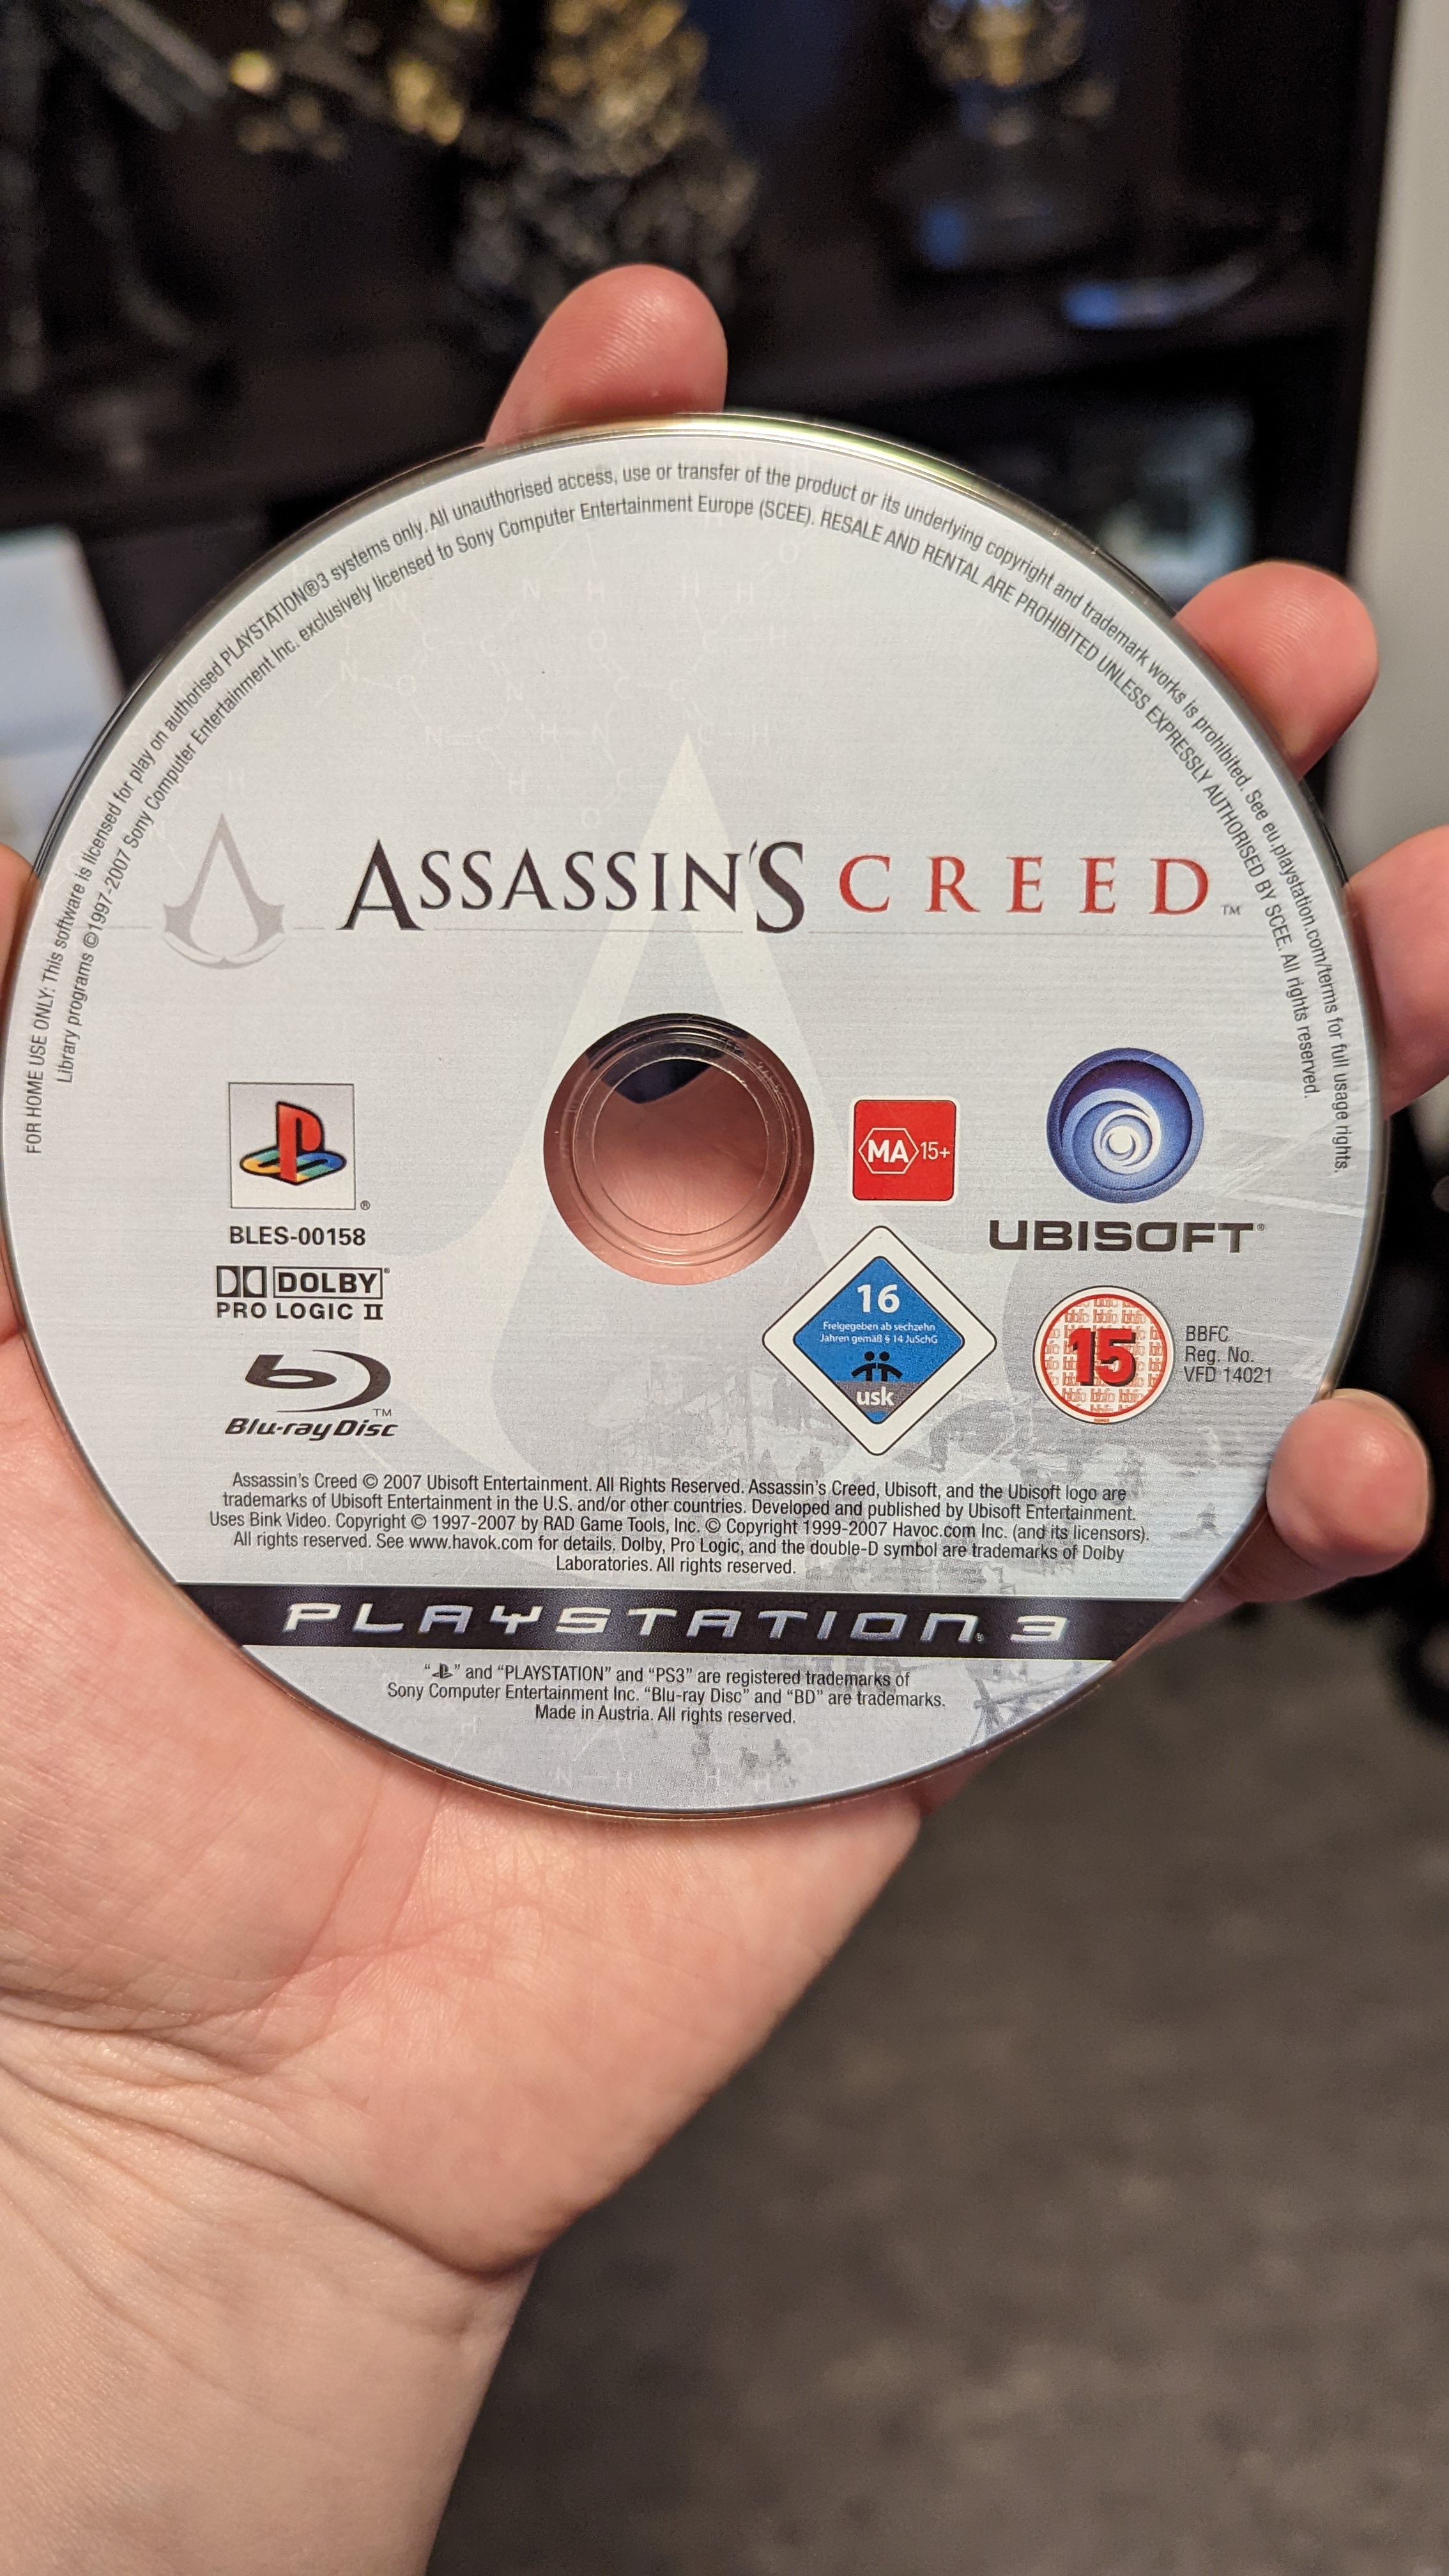 FOR HOME USE ONLY: This software is licensed for play on authorised PLAYSTATION®3 systems only. All unauthorised access, use or transfer of the product or its underlying copyright and trademark works is prohibited. See eu.playstation.com/terms for full usage rights.
Library programs ©1997-2007 Sony Computer Entertainment Inc. exclusively licensed to Sony Computer Entertainment Europe (SCEE). RESALE AND RENTAL ARE PROHIBITED UNLESS EXPRESSLY AUTHORISED BY SCEE. All rights reserved.
ASSASSIN'S CREED™
®
BLES-00158
DOLBY®
PRO LOGIC II
Blu-ray Disc™
MA 15+
UBISOFT®
16
Freigegeben ab sechzehn
Jahren gemäß § 14 JuSchG
usk
15
BBFC
Reg. No.
VFD 14021
Assassin's Creed © 2007 Ubisoft Entertainment. All Rights Reserved. Assassin's Creed, Ubisoft, and the Ubisoft logo are
trademarks of Ubisoft Entertainment in the U.S. and/or other countries. Developed and published by Ubisoft Entertainment.
Uses Bink Video. Copyright © 1997-2007 by RAD Game Tools, Inc. © Copyright 1999-2007 Havoc.com Inc. (and its licensors).
All rights reserved. See www.havok.com for details. Dolby, Pro Logic, and the double-D symbol are trademarks of Dolby
Laboratories. All rights reserved.
PLAYSTATION®3
“ ” and “PLAYSTATION” and “PS3” are registered trademarks of
Sony Computer Entertainment Inc. “Blu-ray Disc” and “BD” are trademarks.
Made in Austria. All rights reserved.